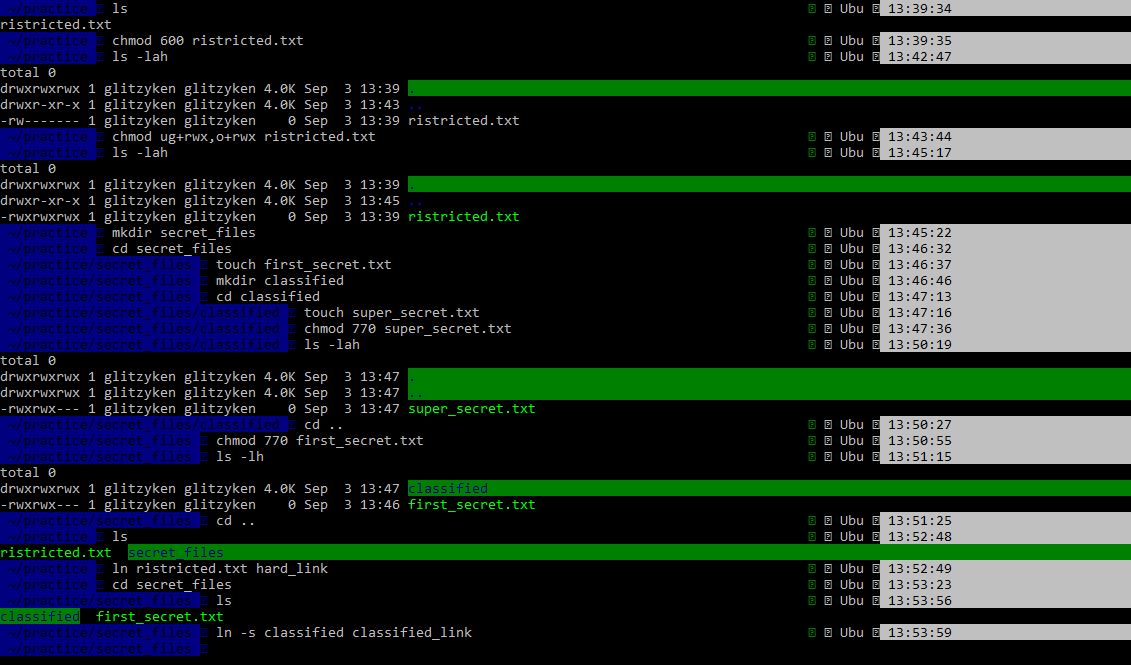 ~/practice ls Ubu 13:39:34
ristricted.txt
~/practice chmod 600 ristricted.txt Ubu 13:39:35
~/practice ls -lah Ubu 13:42:47
total 0
drwxrwxrwx 1 glitzyken glitzyken 4.0K Sep  3 13:39 .
drwxr-xr-x 1 glitzyken glitzyken 4.0K Sep  3 13:43 ..
-rw------- 1 glitzyken glitzyken    0 Sep  3 13:39 ristricted.txt
~/practice chmod ug+rwx,o+rwx ristricted.txt Ubu 13:43:44
~/practice ls -lah Ubu 13:45:17
total 0
drwxrwxrwx 1 glitzyken glitzyken 4.0K Sep  3 13:39 .
drwxr-xr-x 1 glitzyken glitzyken 4.0K Sep  3 13:45 ..
-rwxrwxrwx 1 glitzyken glitzyken    0 Sep  3 13:39 ristricted.txt
~/practice mkdir secret_files Ubu 13:45:22
~/practice cd secret_files Ubu 13:46:32
~/practice/secret_files touch first_secret.txt Ubu 13:46:37
~/practice/secret_files mkdir classified Ubu 13:46:46
~/practice/secret_files cd classified Ubu 13:47:13
~/practice/secret_files/classified touch super_secret.txt Ubu 13:47:16
~/practice/secret_files/classified chmod 770 super_secret.txt Ubu 13:47:36
~/practice/secret_files/classified ls -lah Ubu 13:50:19
total 0
drwxrwxrwx 1 glitzyken glitzyken 4.0K Sep  3 13:47 .
drwxrwxrwx 1 glitzyken glitzyken 4.0K Sep  3 13:47 ..
-rwxrwx--- 1 glitzyken glitzyken    0 Sep  3 13:47 super_secret.txt
~/practice/secret_files/classified cd .. Ubu 13:50:27
~/practice/secret_files chmod 770 first_secret.txt Ubu 13:50:55
~/practice/secret_files ls -lh Ubu 13:51:15
total 0
drwxrwxrwx 1 glitzyken glitzyken 4.0K Sep  3 13:47 classified
-rwxrwx--- 1 glitzyken glitzyken    0 Sep  3 13:46 first_secret.txt
~/practice/secret_files cd .. Ubu 13:51:25
~/practice ls Ubu 13:52:48
ristricted.txt  secret_files
~/practice ln ristricted.txt hard_link Ubu 13:52:49
~/practice cd secret_files Ubu 13:53:23
~/practice/secret_files ls Ubu 13:53:56
classified  first_secret.txt
~/practice/secret_files ln -s classified classified_link Ubu 13:53:59
~/practice/secret_files